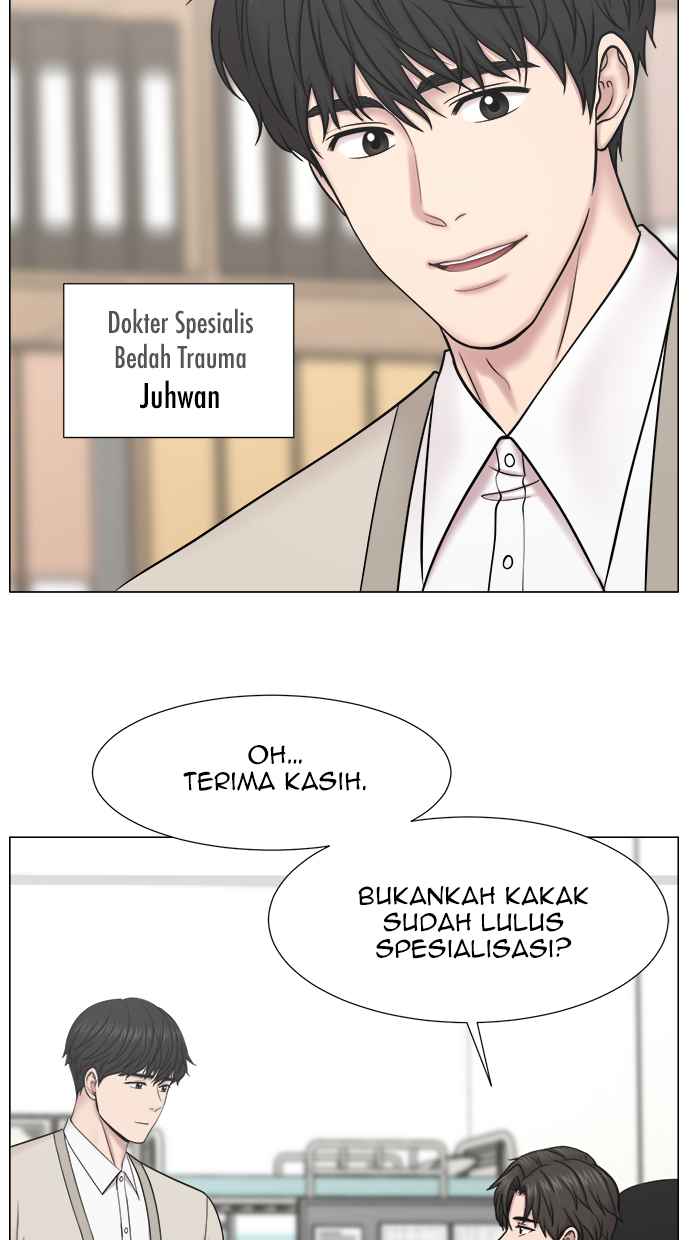 Dokter Spesialis
Bedah Trauma
Juhwan
OH...
TERIMA KASIH.
BUKANKAH KAKAK
SUDAH LULUS
SPESIALISASI?